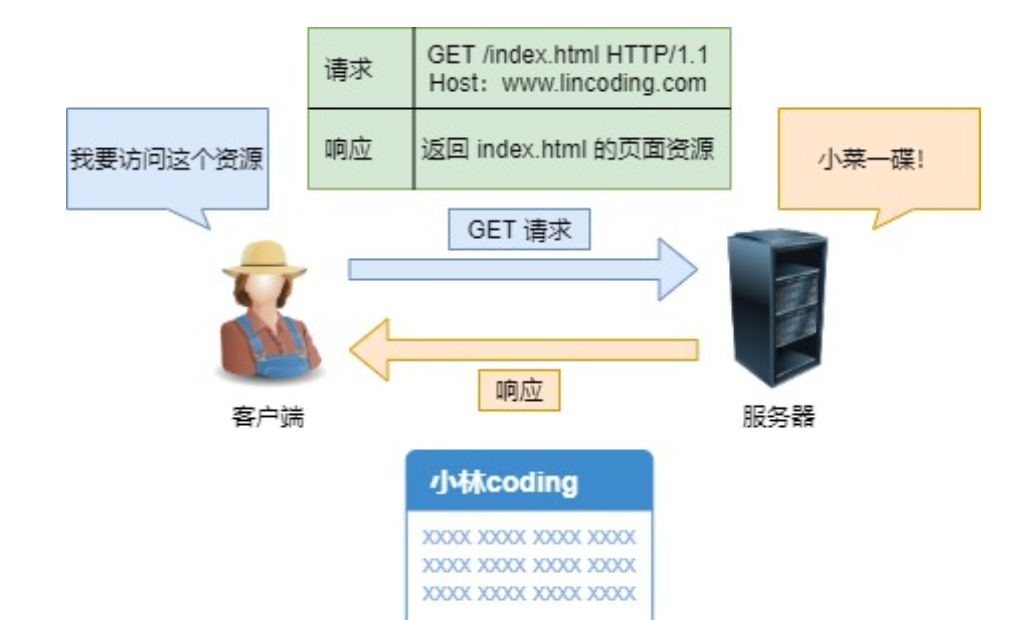 请求
GET /index.html HTTP/1.1
Host：www.lincoding.com
响应
返回 index.html 的页面资源
我要访问这个资源
小菜一碟！
GET 请求
响应
客户端
服务器
小林coding
XXXX XXXX XXXX XXXX
XXXX XXXX XXXX XXXX
XXXX XXXX XXXX XXXX